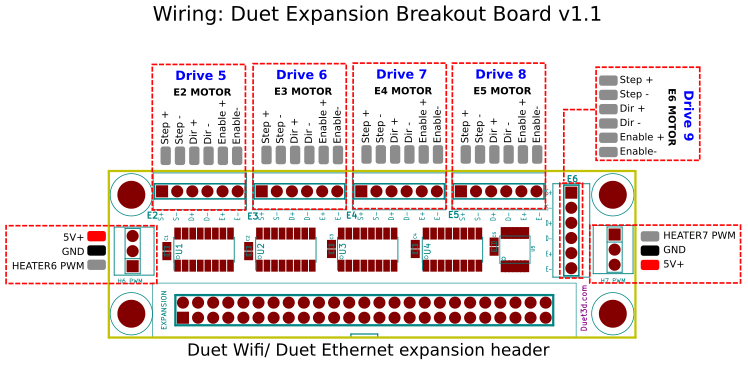 Wiring: Duet Expansion Breakout Board v1.1
Drive 5
E2 MOTOR
Step +
Step -
Dir +
Dir -
Enable +
Enable-
Drive 6
E3 MOTOR
Step +
Step -
Dir +
Dir -
Enable +
Enable-
Drive 7
E4 MOTOR
Step +
Step -
Dir +
Dir -
Enable +
Enable-
Drive 8
E5 MOTOR
Step +
Step -
Dir +
Dir -
Enable +
Enable-
Drive 9
E6 MOTOR
Step +
Step -
Dir +
Dir -
Enable +
Enable-
E6
E2 S+ S- D+ D- E+ E-
E3 S+ S- D+ D- E+ E-
E4 S+ S- D+ D- E+ E-
E5 S+ S- D+ D- E+ E-
5V+
GND
HEATER6 PWM
H6 PWM
U1
U2
U3
U4
HEATER7 PWM
GND
5V+
H7 PWM
EXPANSION
Duet3d.com
Duet Wifi/ Duet Ethernet expansion header